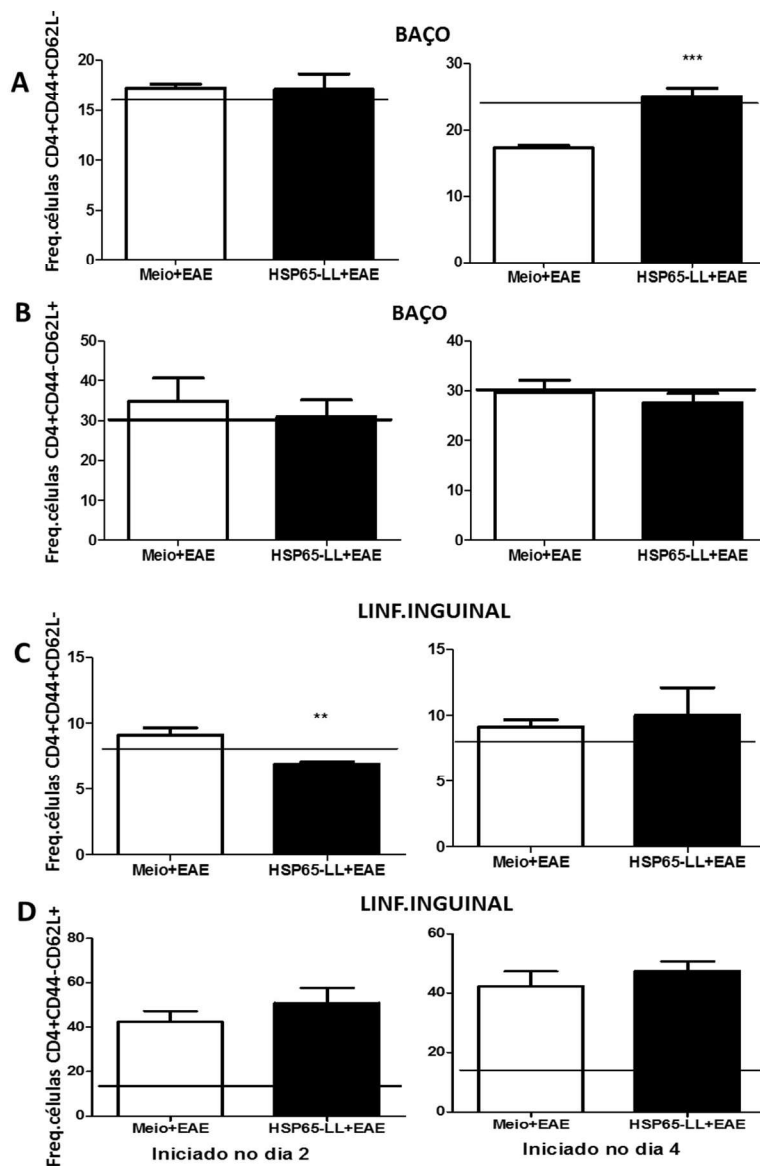 BAÇO
A
Freq.células CD4+CD44+CD62L-
20
15
10
5
0
Meio+EAE HSP65-LL+EAE
***
30
20
10
0
Meio+EAE HSP65-LL+EAE
B
BAÇO
Freq.células CD4+CD44-CD62L+
50
40
30
20
10
0
Meio+EAE HSP65-LL+EAE
40
30
20
10
0
Meio+EAE HSP65-LL+EAE
LINF.INGUINAL
C
Freq.células CD4+CD44+CD62L-
15
10
5
0
**
Meio+EAE HSP65-LL+EAE
15
10
5
0
Meio+EAE HSP65-LL+EAE
D
LINF.INGUINAL
Freq.células CD4+CD44-CD62L+
80
60
40
20
0
Meio+EAE HSP65-LL+EAE
Iniciado no dia 2
60
40
20
0
Meio+EAE HSP65-LL+EAE
Iniciado no dia 4